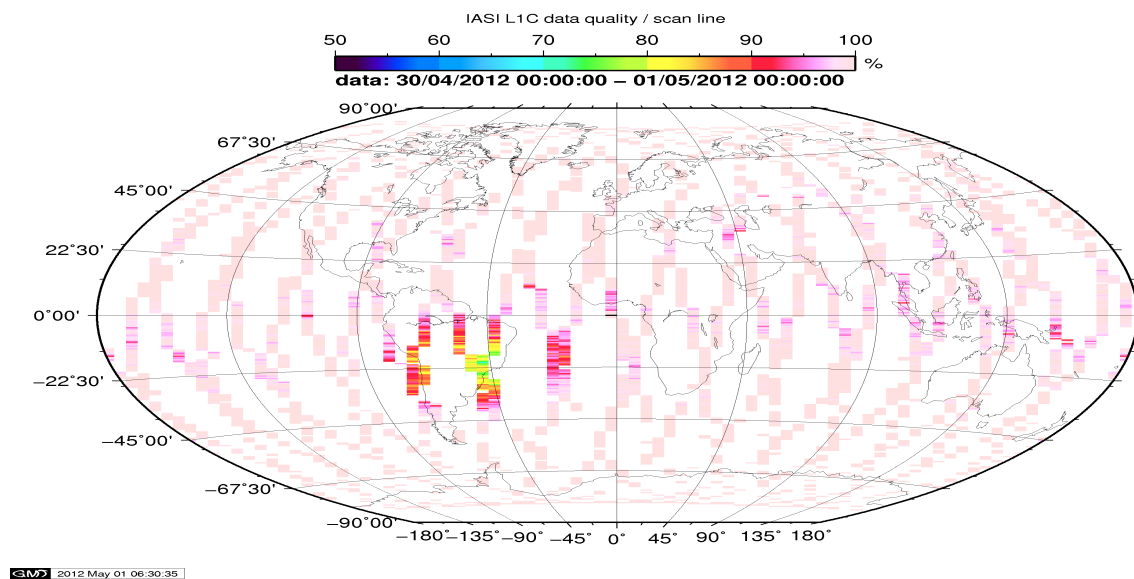 IASI L1C data quality / scan line
50 60 70 80 90 100
%
data: 30/04/2012 00:00:00 – 01/05/2012 00:00:00
90°00'
67°30'
45°00'
22°30'
0°00'
−22°30'
−45°00'
−67°30'
−90°00'
−180° −135° −90° −45° 0° 45° 90° 135° 180°
GMD 2012 May 01 06:30:35